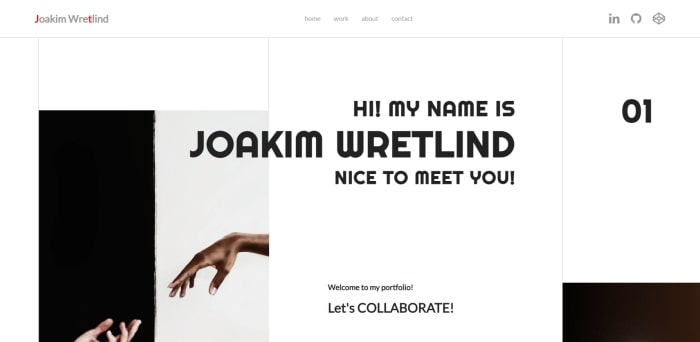 Joakim Wretlind
home work about contact
in
HI! MY NAME IS
JOAKIM WRETLIND
NICE TO MEET YOU!
01
Welcome to my portfolio!
Let's COLLABORATE!